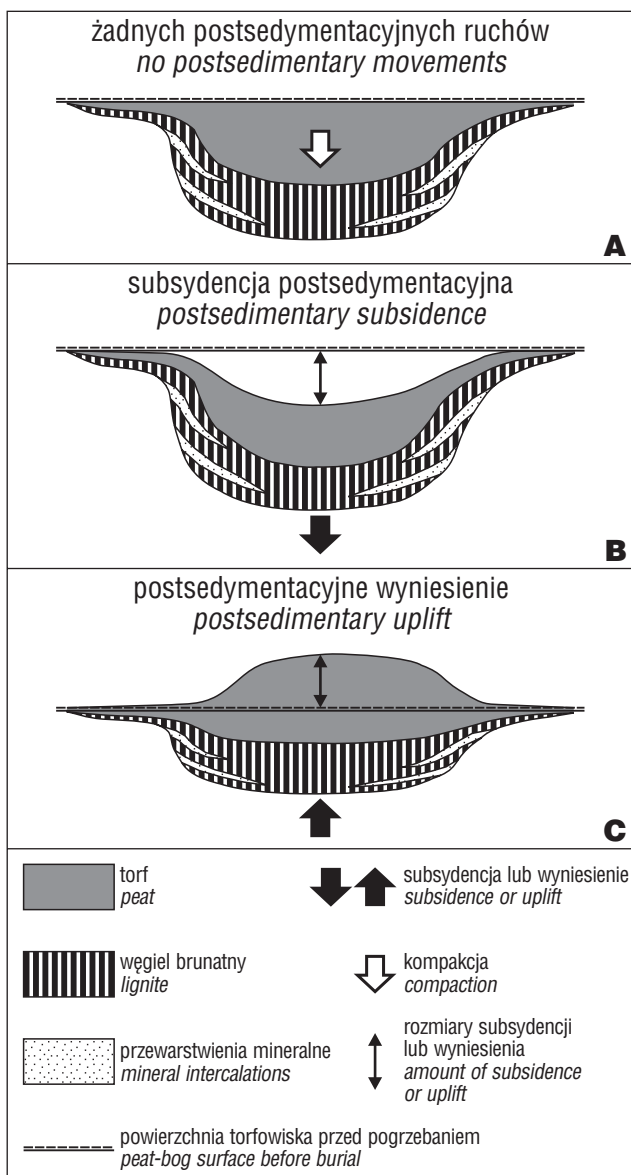 żadnych postsedymentacyjnych ruchów
no postsedimentary movements
A
subsydencja postsedymentacyjna
postsedimentary subsidence
B
postsedymentacyjne wyniesienie
postsedimentary uplift
C
torf
peat
subsydencja lub wyniesienie
subsidence or uplift
węgiel brunatny
lignite
kompakcja
compaction
przewarstwienia mineralne
mineral intercalations
rozmiary subsydencji
lub wyniesienia
amount of subsidence
or uplift
powierzchnia torfowiska przed pogrzebaniem
peat-bog surface before burial